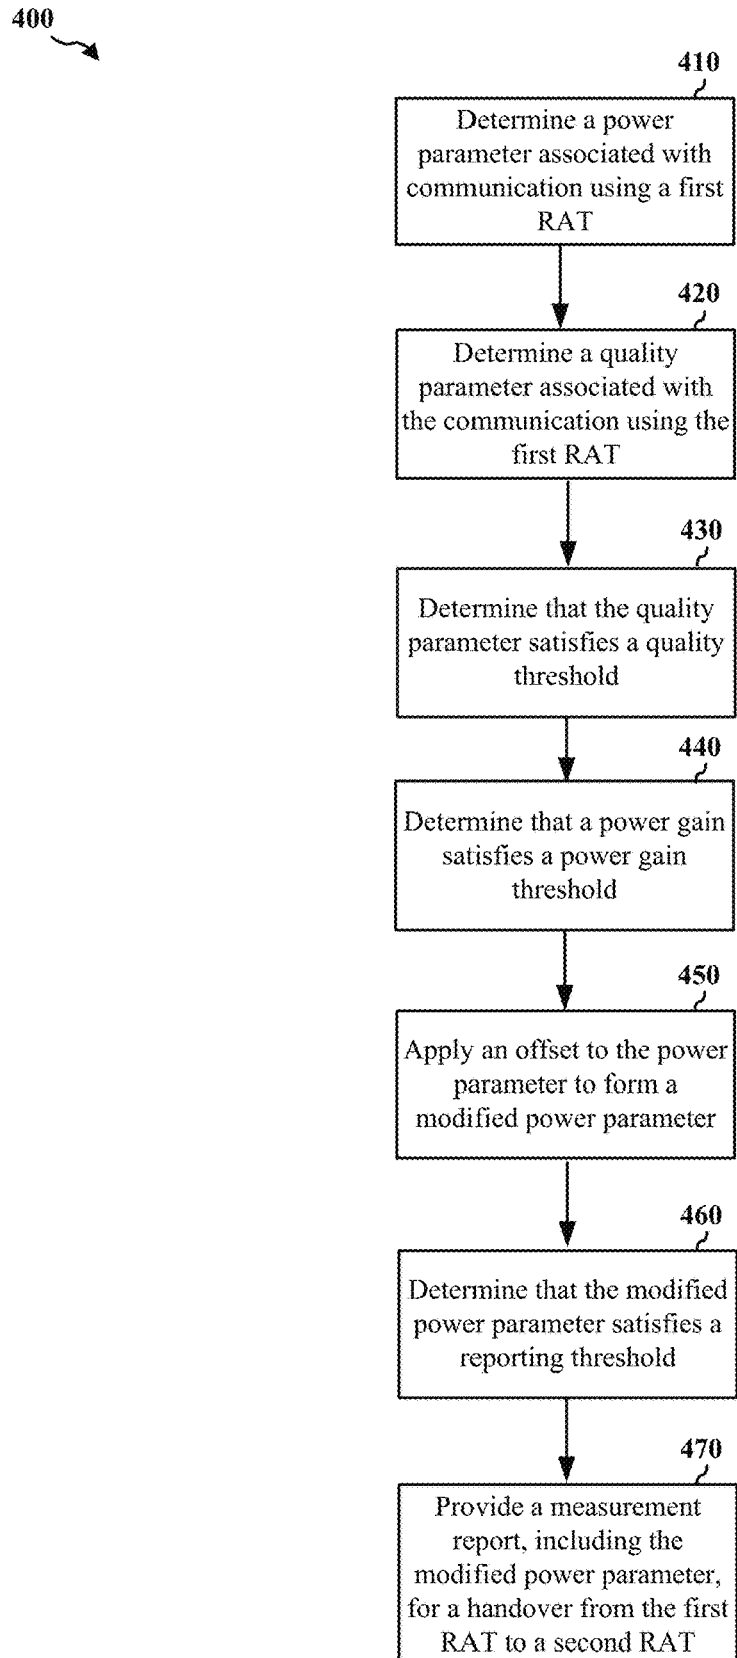 400
410
Determine a power
parameter associated with
communication using a first
RAT
420
Determine a quality
parameter associated with
the communication using the
first RAT
430
Determine that the quality
parameter satisfies a quality
threshold
440
Determine that a power gain
satisfies a power gain
threshold
450
Apply an offset to the power
parameter to form a
modified power parameter
460
Determine that the modified
power parameter satisfies a
reporting threshold
470
Provide a measurement
report, including the
modified power parameter,
for a handover from the first
RAT to a second RAT